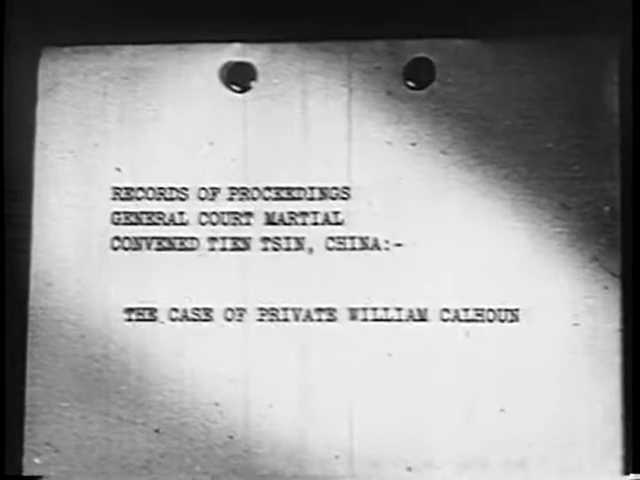 RECORDS OF PROCEEDINGS
GENERAL COURT MARTIAL
CONVENED TIEN TSIN, CHINA:-
THE CASE OF PRIVATE WILLIAM CALHOUN